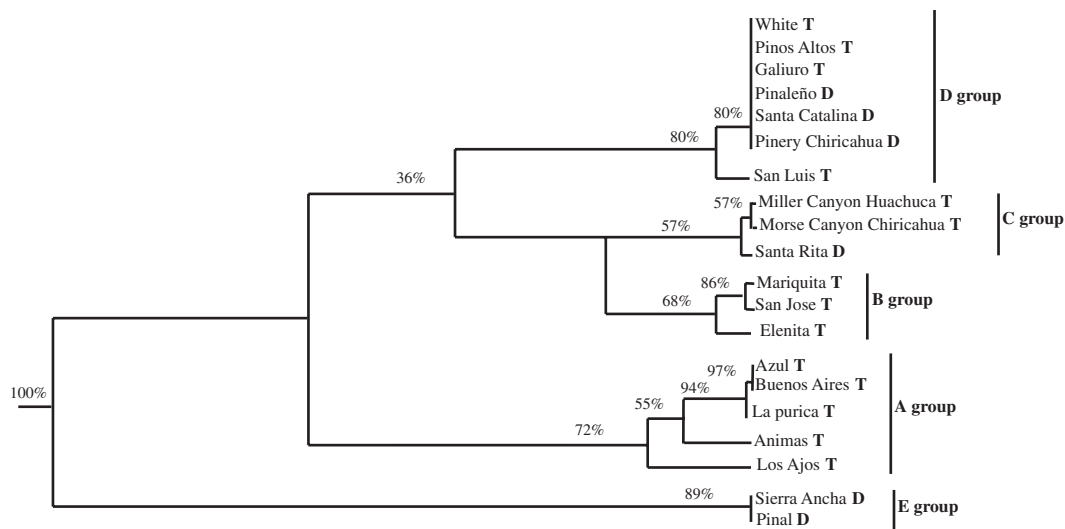 White T
Pinos Altos T
Galiuro T
Pinaleño D
80%
Santa Catalina D
D group
80%
Pinery Chiricahua D
San Luis T
36%
57%
Miller Canyon Huachuca T
57%
Morse Canyon Chiricahua T
C group
Santa Rita D
86%
Mariquita T
68%
San Jose T
B group
Elenita T
97%
Azul T
100%
94%
Buenos Aires T
55%
La purica T
A group
72%
Animas T
Los Ajos T
89%
Sierra Ancha D
E group
Pinal D